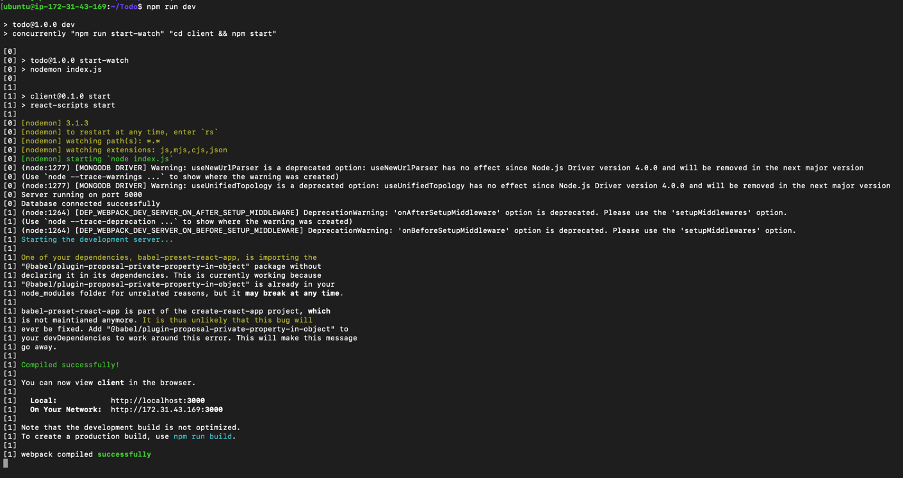 [ubuntu@ip-172-31-43-169:~/Todo$ npm run dev
> todo@1.0.0 dev
> concurrently "npm run start-watch" "cd client && npm start"
[0]
[0] > todo@1.0.0 start-watch
[0] > nodemon index.js
[0]
[1]
[1] > client@0.1.0 start
[1] > react-scripts start
[1]
[0] [nodemon] 3.1.3
[0] [nodemon] to restart at any time, enter `rs`
[0] [nodemon] watching path(s): *.*
[0] [nodemon] watching extensions: js,mjs,cjs,json
[0] [nodemon] starting `node index.js`
[0] (node:1277) [MONGODB DRIVER] Warning: useNewUrlParser is a deprecated option: useNewUrlParser has no effect since Node.js Driver version 4.0.0 and will be removed in the next major version
[0] (Use `node --trace-warnings ...` to show where the warning was created)
[0] (node:1277) [MONGODB DRIVER] Warning: useUnifiedTopology is a deprecated option: useUnifiedTopology has no effect since Node.js Driver version 4.0.0 and will be removed in the next major version
[0] Server running on port 5000
[0] Database connected successfully
[1] (node:1264) [DEP_WEBPACK_DEV_SERVER_ON_AFTER_SETUP_MIDDLEWARE] DeprecationWarning: 'onAfterSetupMiddleware' option is deprecated. Please use the 'setupMiddlewares' option.
[1] (Use `node --trace-deprecation ...` to show where the warning was created)
[1] (node:1264) [DEP_WEBPACK_DEV_SERVER_ON_BEFORE_SETUP_MIDDLEWARE] DeprecationWarning: 'onBeforeSetupMiddleware' option is deprecated. Please use the 'setupMiddlewares' option.
[1] Starting the development server...
[1]
[1] One of your dependencies, babel-preset-react-app, is importing the
[1] "@babel/plugin-proposal-private-property-in-object" package without
[1] declaring it in its dependencies. This is currently working because
[1] "@babel/plugin-proposal-private-property-in-object" is already in your
[1] node_modules folder for unrelated reasons, but it may break at any time.
[1]
[1] babel-preset-react-app is part of the create-react-app project, which
[1] is not maintianed anymore. It is thus unlikely that this bug will
[1] ever be fixed. Add "@babel/plugin-proposal-private-property-in-object" to
[1] your devDependencies to work around this error. This will make this message
[1] go away.
[1]
[1] Compiled successfully!
[1]
[1] You can now view client in the browser.
[1]
[1] Local: http://localhost:3000
[1] On Your Network: http://172.31.43.169:3000
[1]
[1] Note that the development build is not optimized.
[1] To create a production build, use npm run build.
[1]
[1] webpack compiled successfully